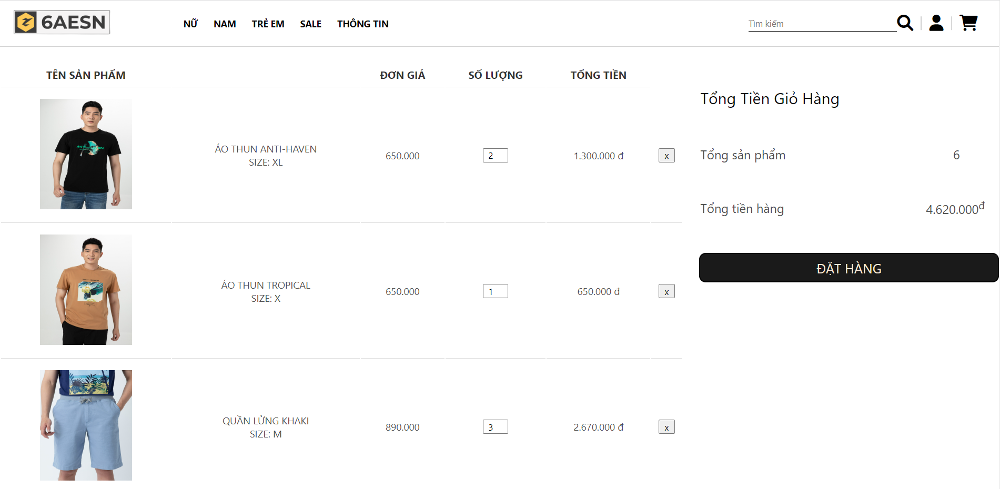 6AESN
NỮ NAM TRẺ EM SALE THÔNG TIN
Tìm kiếm
TÊN SẢN PHẨM ĐƠN GIÁ SỐ LƯỢNG TỔNG TIỀN
ANTI-HAVEN
ÁO THUN ANTI-HAVEN
SIZE: XL
650.000 2 1.300.000 đ x
ÁO THUN TROPICAL
SIZE: X
650.000 1 650.000 đ x
QUẦN LỬNG KHAKI
SIZE: M
890.000 3 2.670.000 đ x
Tổng Tiền Giỏ Hàng
Tổng sản phẩm 6
Tổng tiền hàng 4.620.000đ
ĐẶT HÀNG